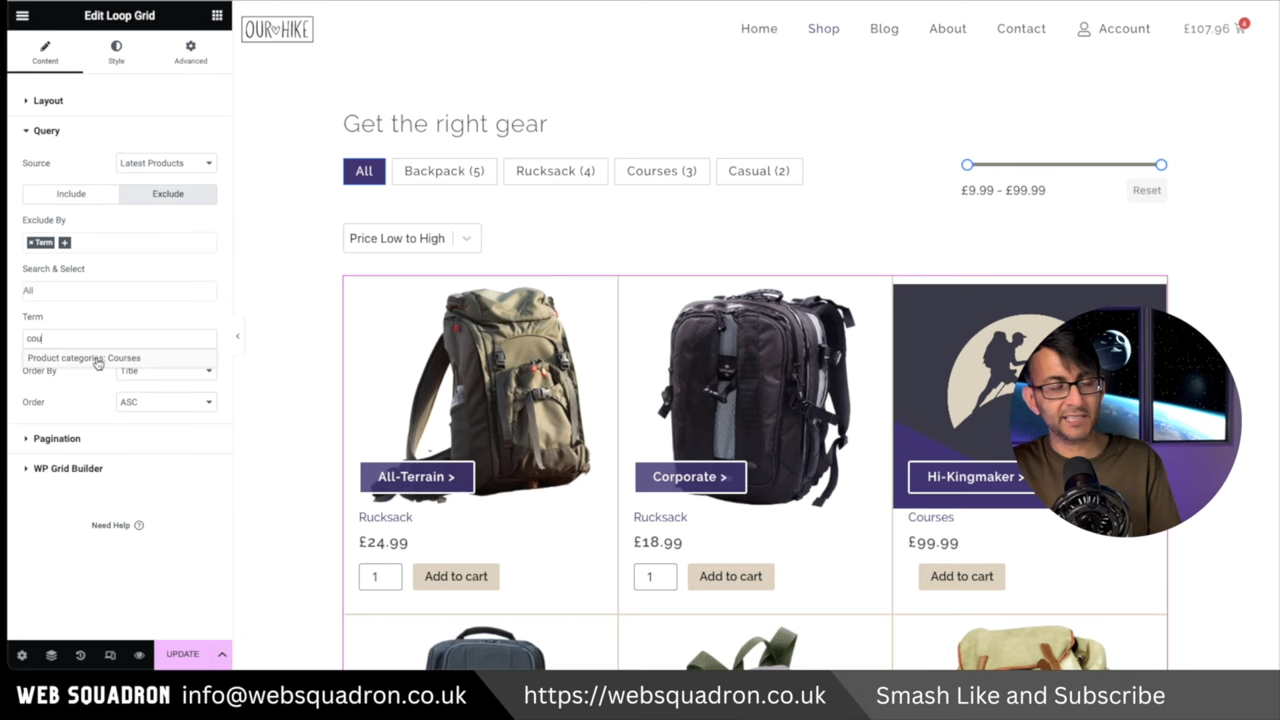 Edit Loop Grid
OUR HIKE
Home
Shop
Blog
About
Contact
Account
£107.96
4
Content
Style
Advanced
Layout
Query
Source
Latest Products
Include
Exclude
Exclude By
× Term +
Search & Select
All
Term
cou
Product categories: Courses
Order By
Title
Order
ASC
Pagination
WP Grid Builder
Need Help ?
UPDATE
Get the right gear
All
Backpack (5)
Rucksack (4)
Courses (3)
Casual (2)
£9.99 - £99.99
Reset
Price Low to High
All-Terrain >
Corporate >
Hi-Kingmaker >
Rucksack
Rucksack
Courses
£24.99
£18.99
£99.99
1
Add to cart
1
Add to cart
Add to cart
WEB SQUADRON
info@websquadron.co.uk
https://websquadron.co.uk
Smash Like and Subscribe